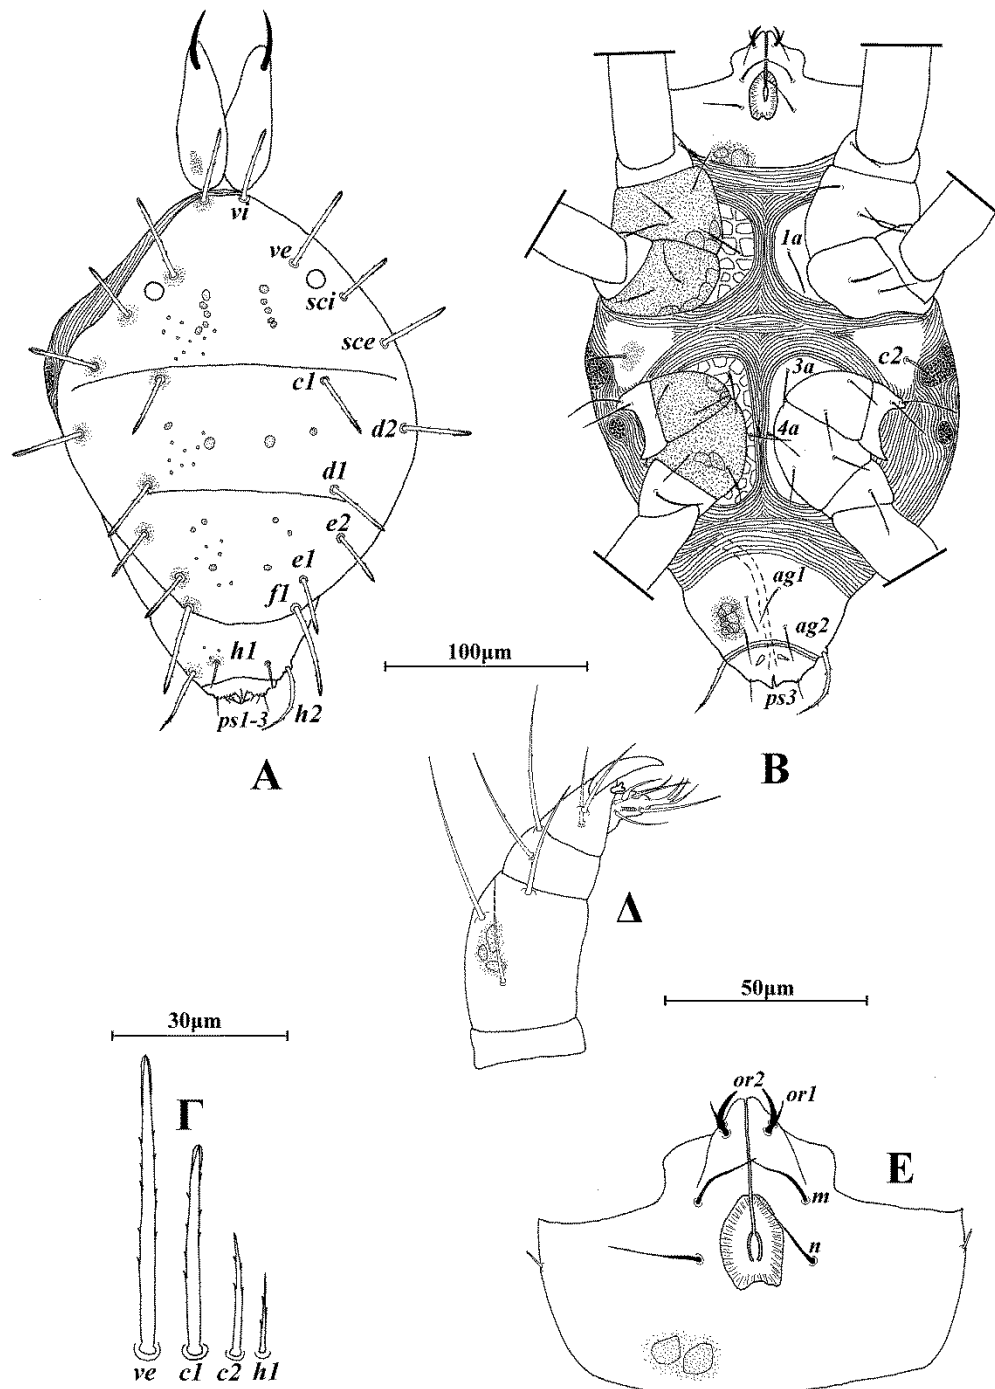 vi
ve
sci
sce
c1
d2
d1
e2
e1
f1
h1
ps1-3
h2
A
1a
c2
3a
4a
ag1
ag2
ps3
B
100μm
Δ
50μm
30μm
Γ
ve
c1
c2
h1
or2
or1
m
n
E